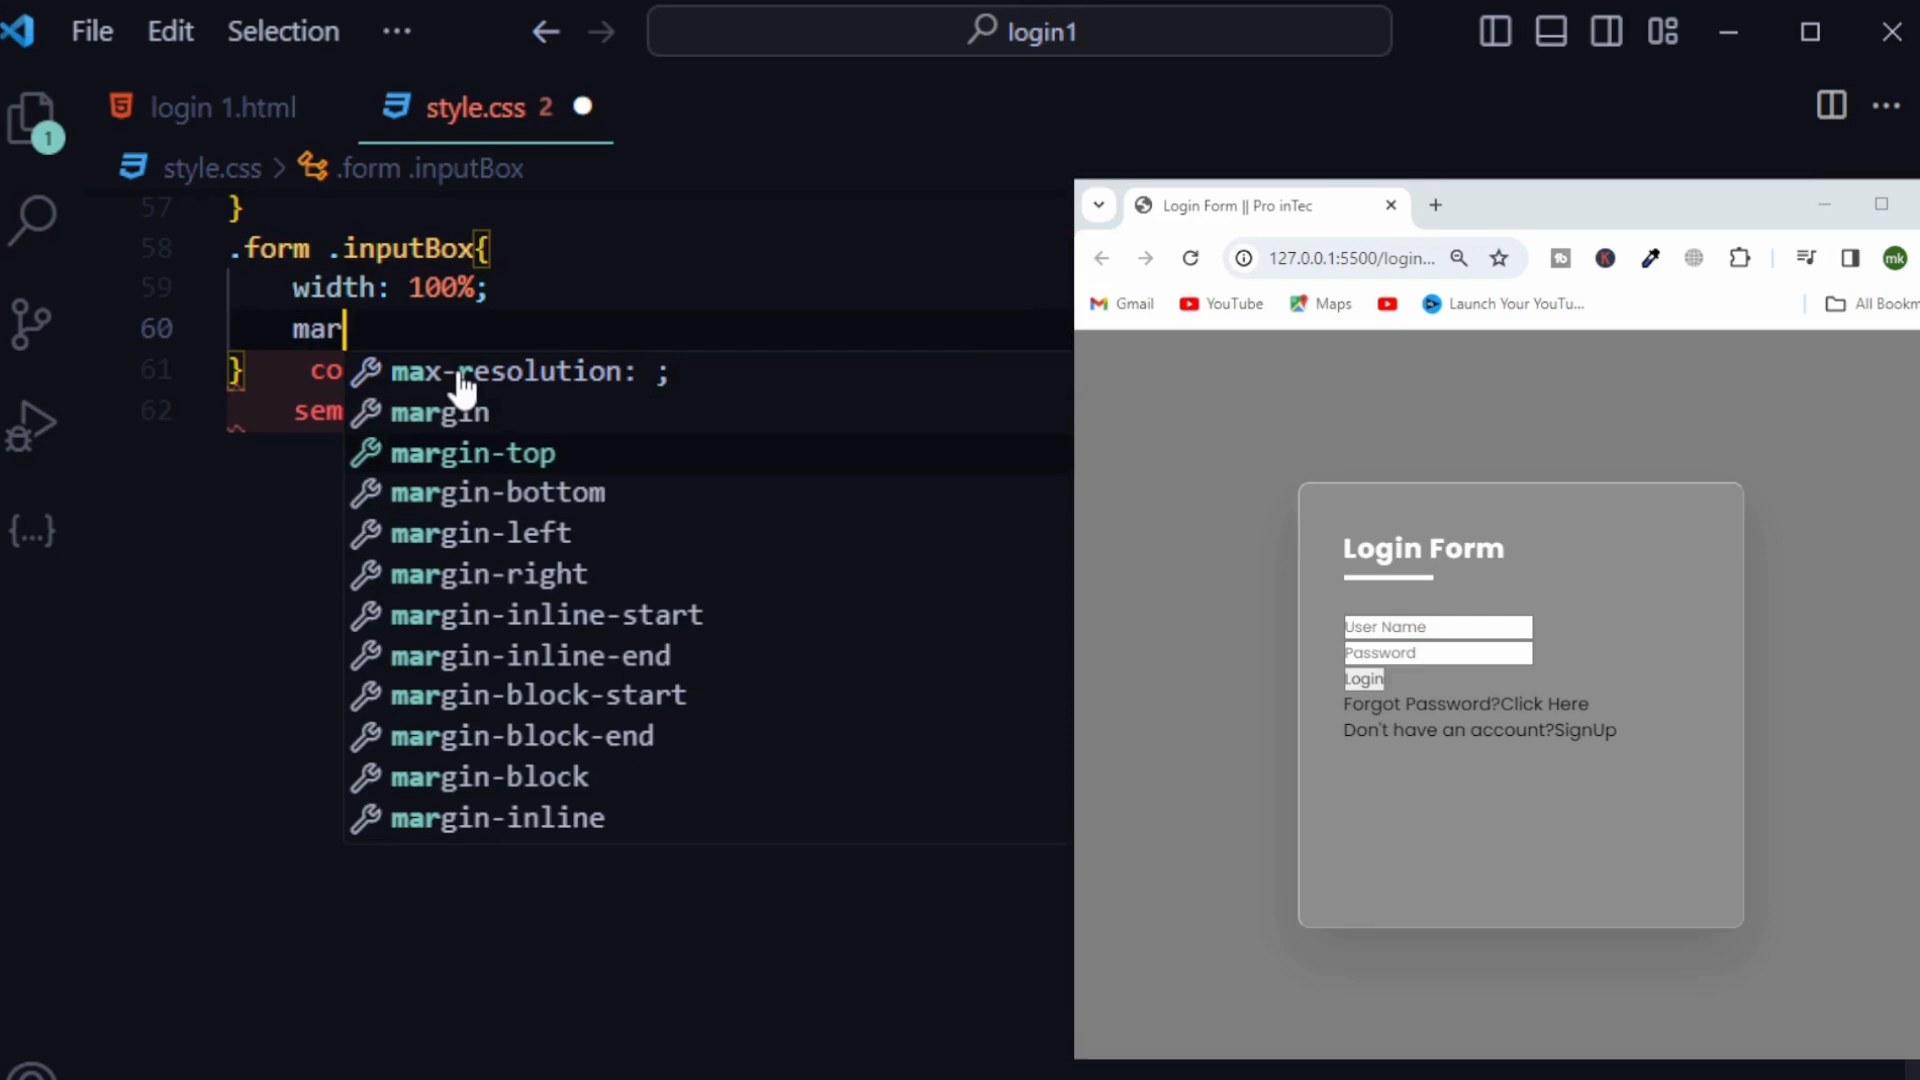 File Edit Selection ···
login1
login 1.html
style.css 2
style.css > .form .inputBox
57 }
58 .form .inputBox{
59 width: 100%;
60 mar
61 } co
62 sem
max-resolution: ;
margin
margin-top
margin-bottom
margin-left
margin-right
margin-inline-start
margin-inline-end
margin-block-start
margin-block-end
margin-block
margin-inline
1
Login Form || Pro inTec
127.0.0.1:5500/login...
mk
Gmail YouTube Maps Launch Your YouTu... All Bookm
Login Form
User Name
Password
Login
Forgot Password?Click Here
Don't have an account?SignUp